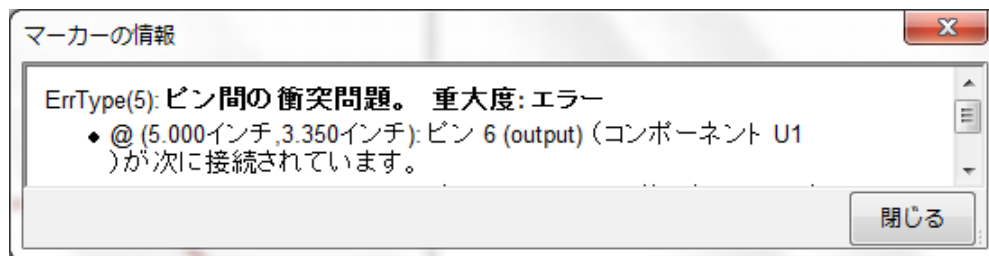 マーカーの情報
ErrType(5): ピン間の衝突問題。 重大度: エラー
◆ @ (5.000インチ,3.350インチ): ピン 6 (output) (コンポーネント U1
)が次に接続されています。
閉じる